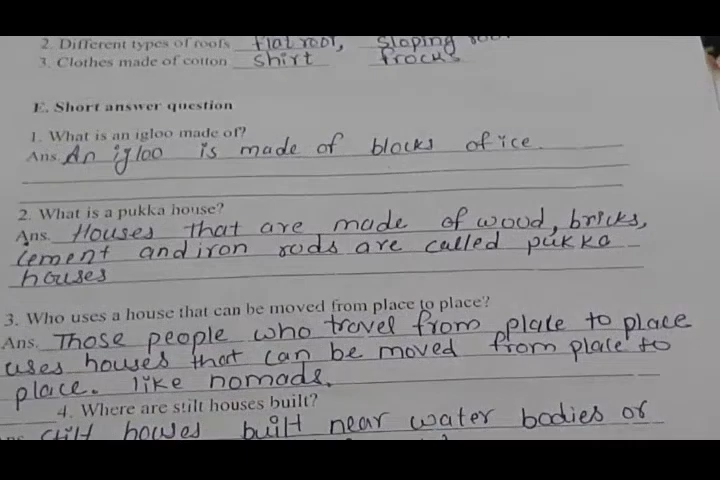 2. Different types of roofs flat roof, sloping
3. Clothes made of cotton shirt frocks
E. Short answer question
1. What is an igloo made of?
Ans. An igloo is made of blocks of ice.
2. What is a pukka house?
Ans. Houses that are made of wood, bricks,
cement and iron rods are called pukka
houses
3. Who uses a house that can be moved from place to place?
Ans. Those people who travel from place to place
uses houses that can be moved from place to
place. like nomads.
4. Where are stilt houses built?
stilt houses built near water bodies or